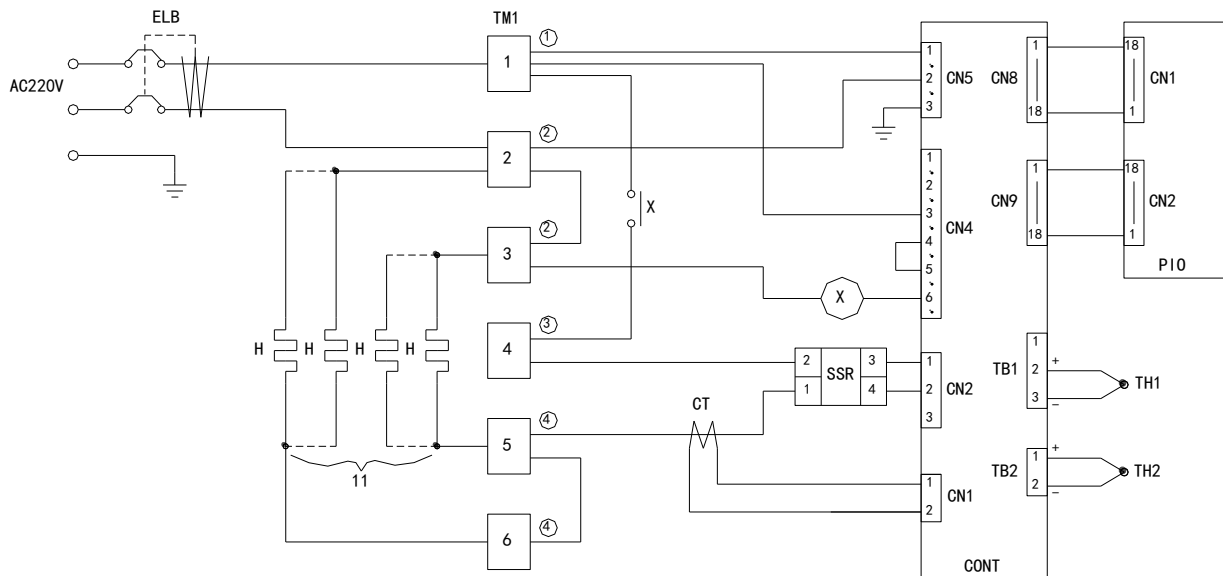 ELB
TM1
AC220V
1
①
2
②
3
②
4
③
5
④
6
④
X
H H H H
11
X
CT
2 3
SSR
1 4
1
2
3
CN5
1
2
3
4
5
6
CN4
1
2
3
CN2
1
2
CN1
CN8
1
18
CN9
1
18
TB1
1
2
3
+
−
TH1
TB2
1
2
+
−
TH2
CONT
18
1
CN1
18
1
CN2
PIO